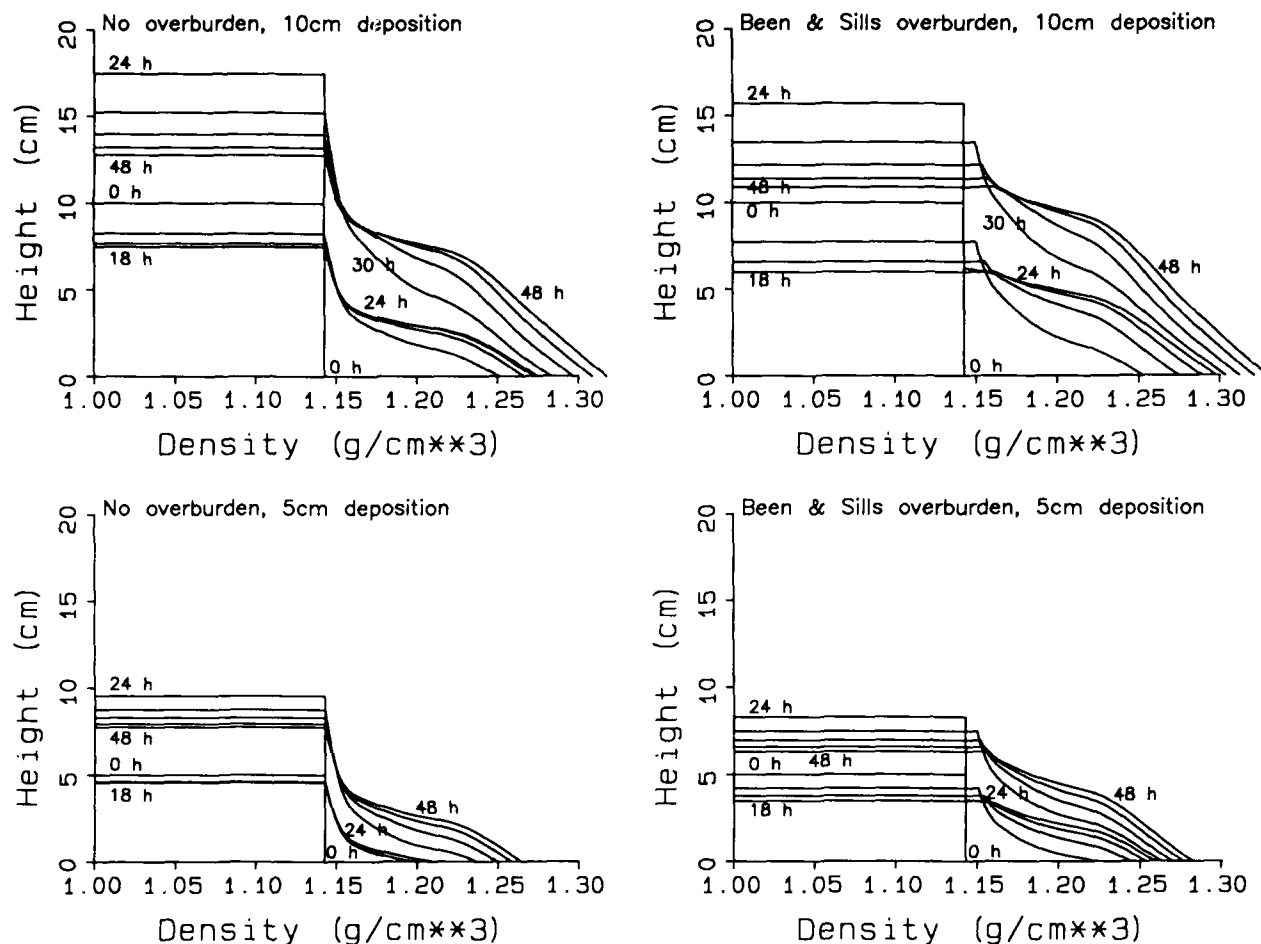 No overburden, 10cm deposition
20
15
10
5
0
Height (cm)
24 h
48 h
0 h
18 h
30 h
24 h
48 h
0 h
1.00 1.05 1.10 1.15 1.20 1.25 1.30
Density (g/cm**3)
Been & Sills overburden, 10cm deposition
20
15
10
5
0
Height (cm)
24 h
48 h
0 h
18 h
30 h
24 h
48 h
0 h
1.00 1.05 1.10 1.15 1.20 1.25 1.30
Density (g/cm**3)
No overburden, 5cm deposition
20
15
10
5
0
Height (cm)
24 h
48 h
0 h
18 h
48 h
24 h
0 h
1.00 1.05 1.10 1.15 1.20 1.25 1.30
Density (g/cm**3)
Been & Sills overburden, 5cm deposition
20
15
10
5
0
Height (cm)
24 h
0 h 48 h
18 h
24 h
48 h
0 h
1.00 1.05 1.10 1.15 1.20 1.25 1.30
Density (g/cm**3)